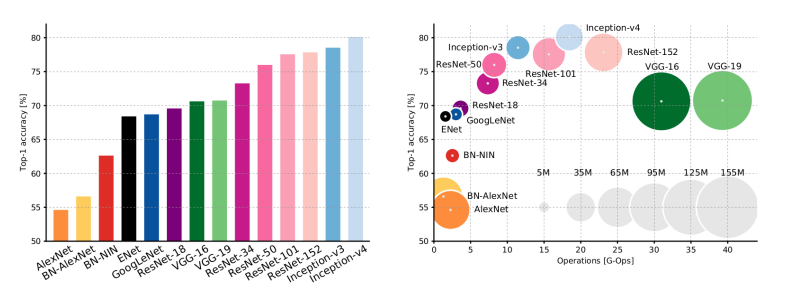 80
75
70
65
60
55
50
Top-1 accuracy [%]
AlexNet
BN-AlexNet
BN-NIN
ENet
GoogLeNet
ResNet-18
VGG-16
VGG-19
ResNet-34
ResNet-50
ResNet-101
ResNet-152
Inception-v3
Inception-v4
80
75
70
65
60
55
50
Top-1 accuracy [%]
Inception-v4
Inception-v3
ResNet-152
ResNet-50
ResNet-101
VGG-16
VGG-19
ResNet-34
ResNet-18
GoogLeNet
ENet
BN-NIN
5M 35M 65M 95M 125M 155M
BN-AlexNet
AlexNet
0 5 10 15 20 25 30 35 40
Operations [G-Ops]